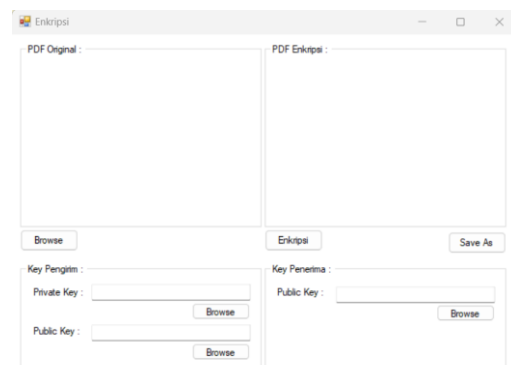 Enkripsi
PDF Original :
PDF Enkripsi :
Browse
Enkripsi
Save As
Key Pengirim :
Key Penerima :
Private Key :
Public Key :
Browse
Browse
Public Key :
Browse